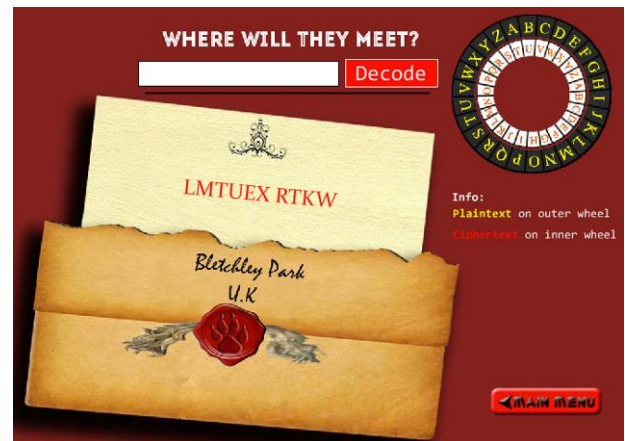 WHERE WILL THEY MEET?
Decode
LMTUEX RTKW
Bletchley Park
U.K
Info:
Plaintext on outer wheel
Ciphertext on inner wheel
MAIN MENU
A B C D E F G H I J K L M N O P Q R S T U V W X Y Z